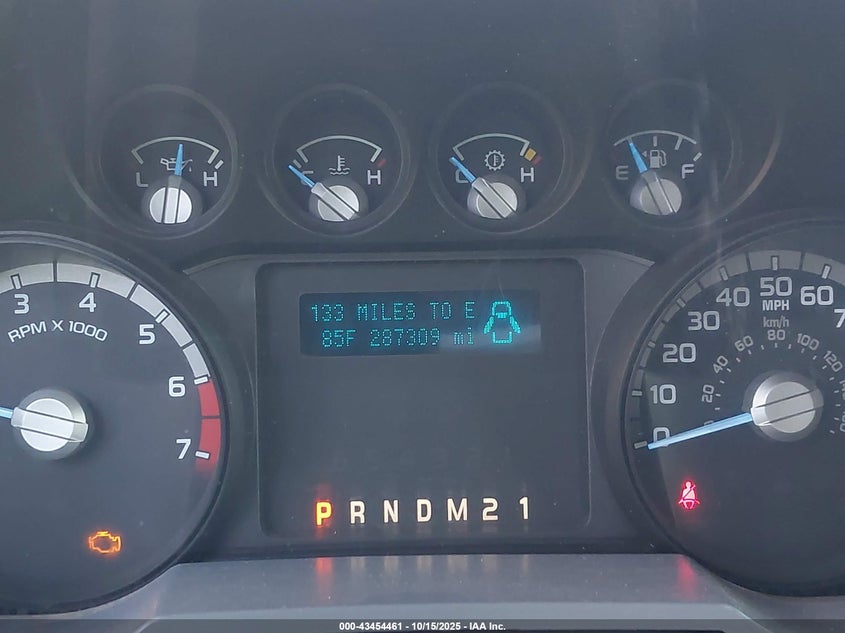 L H
H
C H
E F
3 4 5 6 7
RPM X 1000
133 MILES TO E
85F 287309 mi
0 10 20 30 40 50 60 7
MPH
km/h
20 40 60 80 100 120
P R N D M 2 1
000-43454461 - 10/15/2025 - IAA Inc.